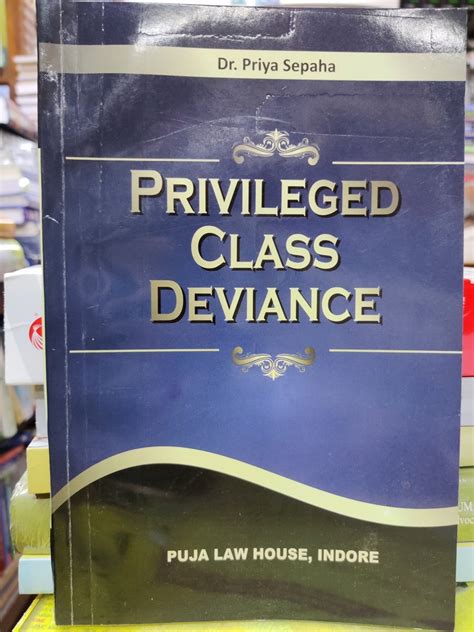 Dr. Priya Sepaha
PRIVILEGED
CLASS
DEVIANCE
PUJA LAW HOUSE, INDORE